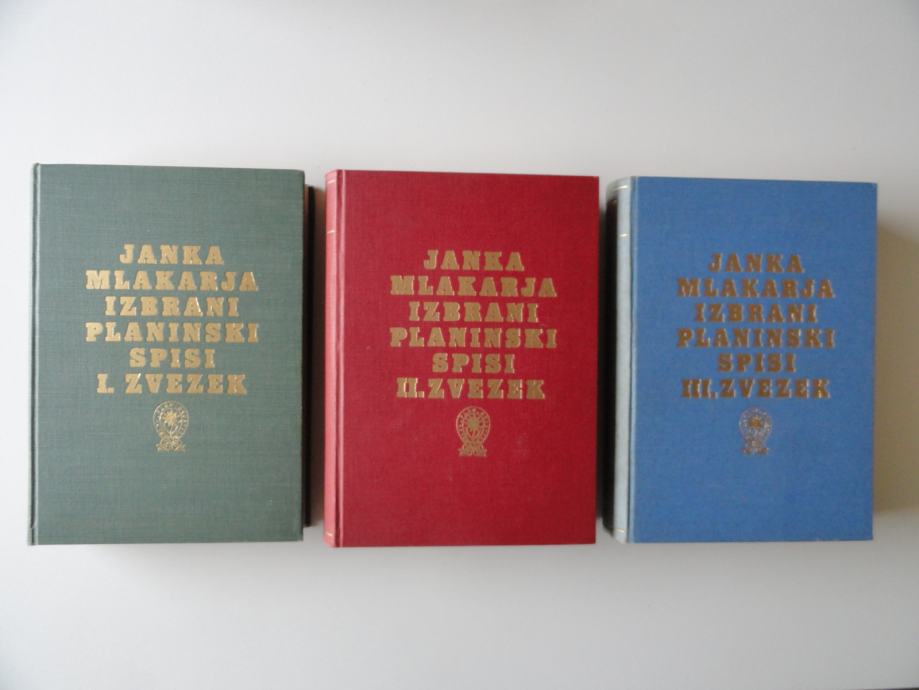 JANKA
MLAKARJA
IZBRANI
PLANINSKI
SPISI
I. ZVEZEK
JANKA
MLAKARJA
IZBRANI
PLANINSKI
SPISI
II. ZVEZEK
JANKA
MLAKARJA
IZBRANI
PLANINSKI
SPISI
III. ZVEZEK